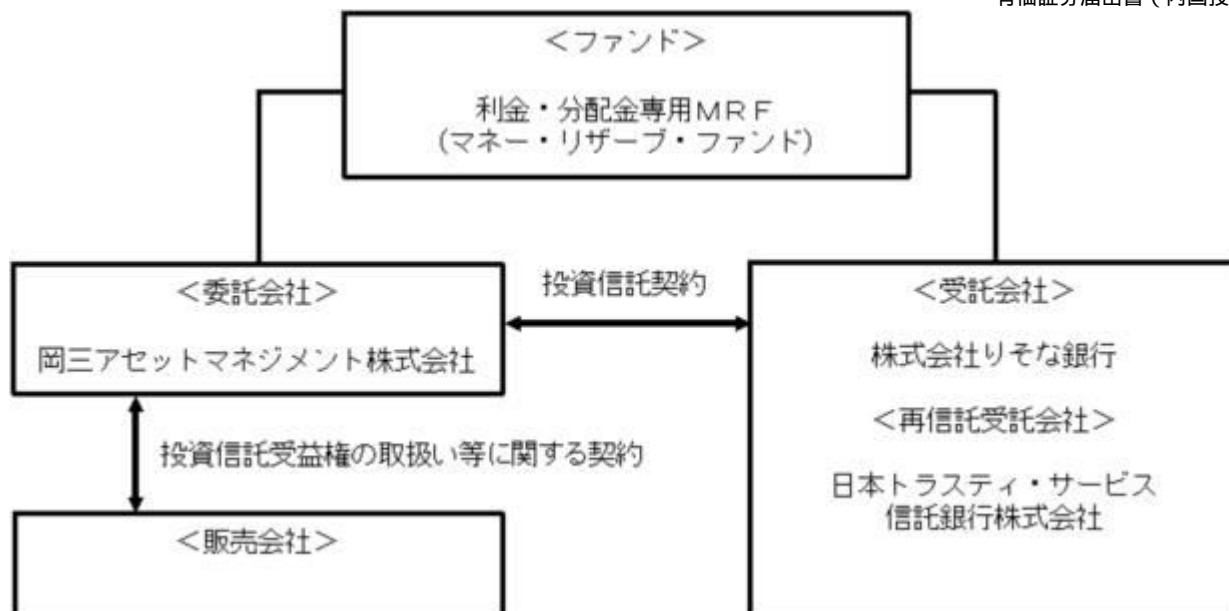 ＜ファンド＞
利金・分配金専用ＭＲＦ
（マネー・リザーブ・ファンド）
＜委託会社＞
岡三アセットマネジメント株式会社
投資信託契約
＜受託会社＞
株式会社りそな銀行
＜再信託受託会社＞
日本トラスティ・サービス
信託銀行株式会社
投資信託受益権の取扱い等に関する契約
＜販売会社＞